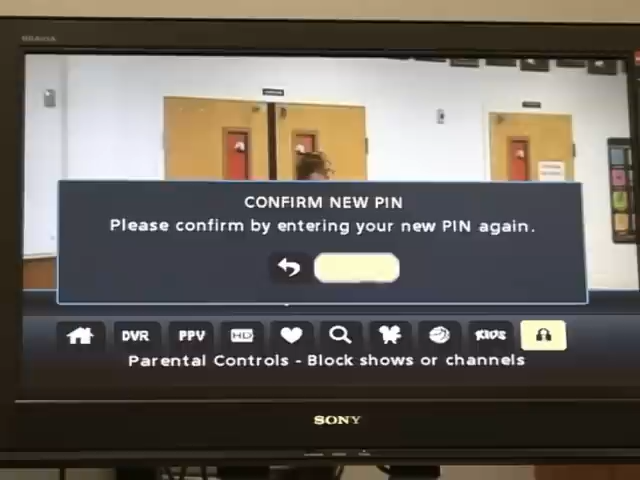 BRAVIA
CONFIRM NEW PIN
Please confirm by entering your new PIN again.
DVR PPV HD KIDS
Parental Controls - Block shows or channels
SONY